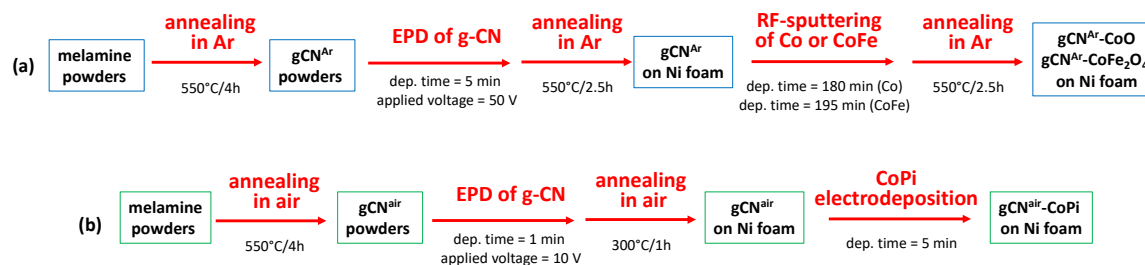 (a)
melamine
powders
annealing
in Ar
550°C/4h
gCN^Ar
powders
EPD of g-CN
dep. time = 5 min
applied voltage = 50 V
annealing
in Ar
550°C/2.5h
gCN^Ar
on Ni foam
RF-sputtering
of Co or CoFe
dep. time = 180 min (Co)
dep. time = 195 min (CoFe)
annealing
in Ar
550°C/2.5h
gCN^Ar-CoO
gCN^Ar-CoFe₂O₄
on Ni foam
(b)
melamine
powders
annealing
in air
550°C/4h
gCN^air
powders
EPD of g-CN
dep. time = 1 min
applied voltage = 10 V
annealing
in air
300°C/1h
gCN^air
on Ni foam
CoPi
electrodeposition
dep. time = 5 min
gCN^air-CoPi
on Ni foam